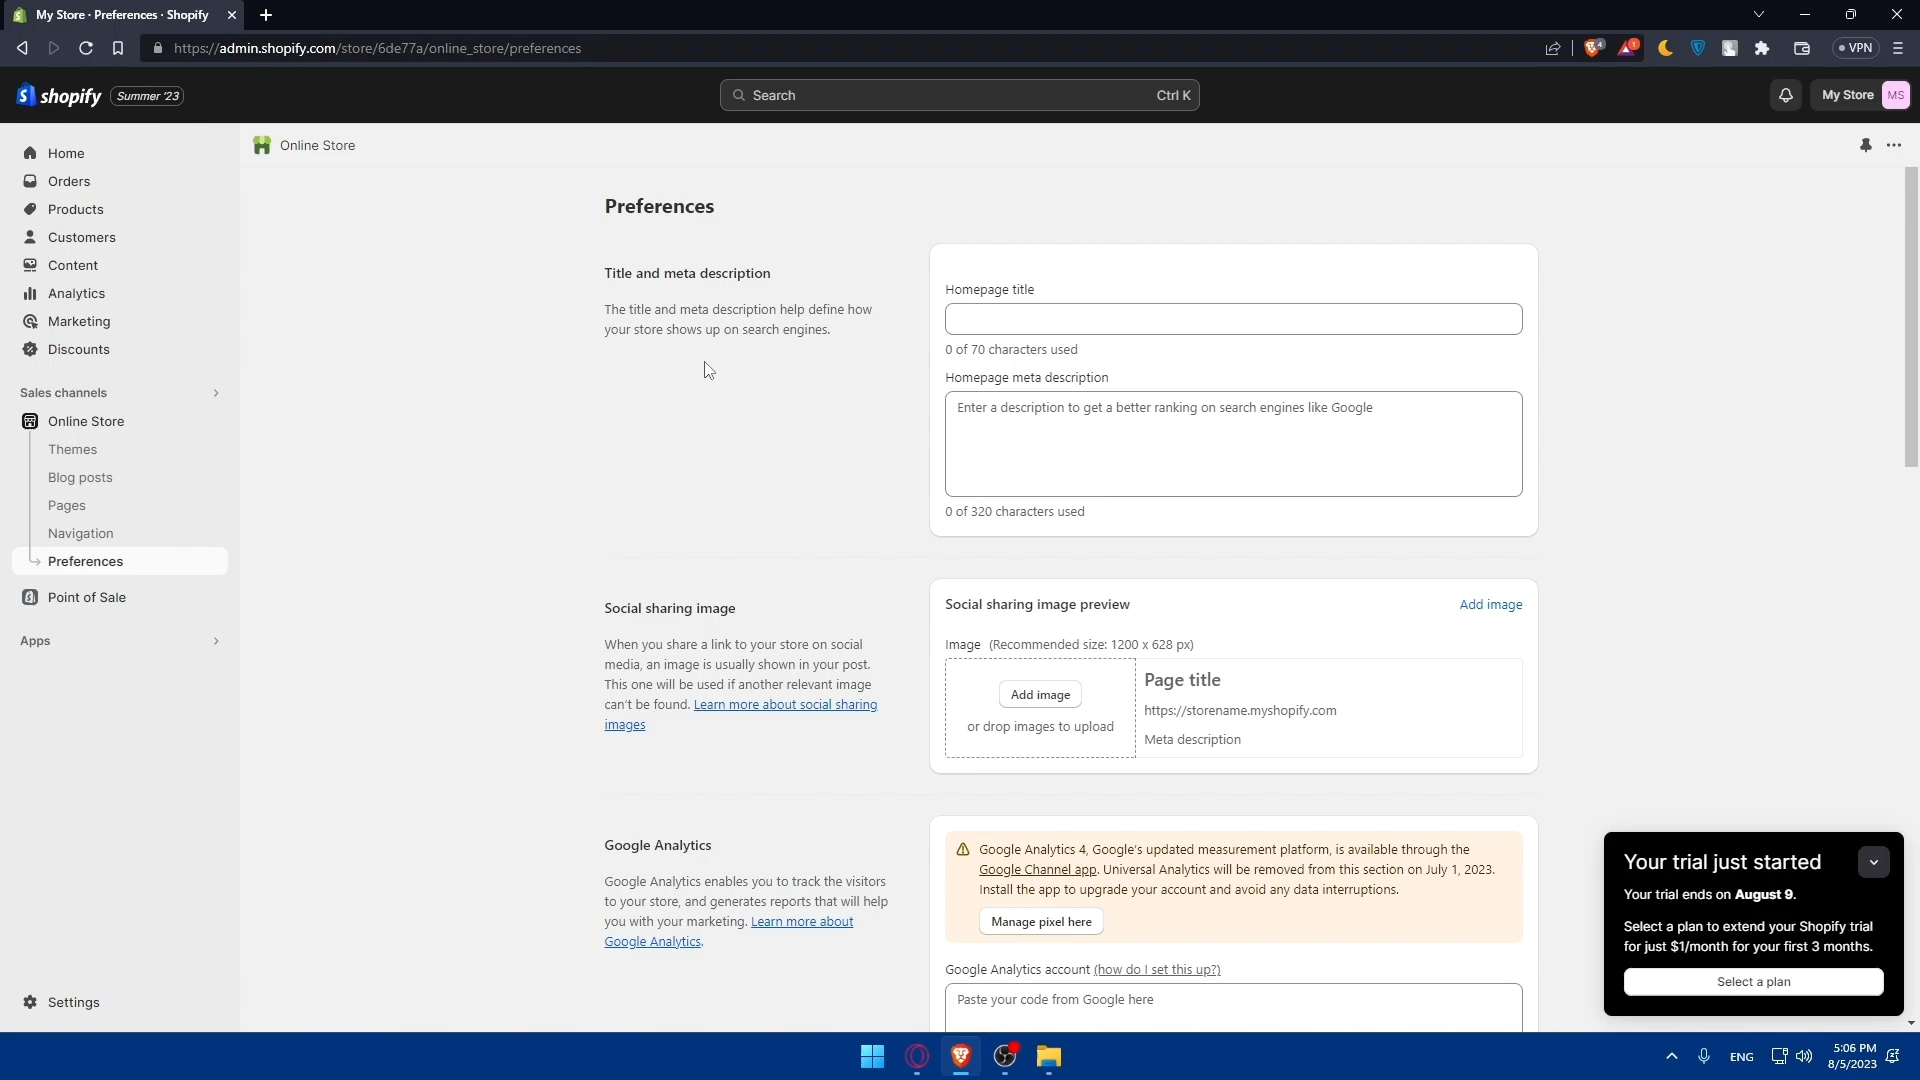 My Store · Preferences · Shopify
https://admin.shopify.com/store/6de77a/online_store/preferences
4
1
VPN
shopify
Summer '23
Search
Ctrl K
My Store
MS
Home
Orders
Products
Customers
Content
Analytics
Marketing
Discounts
Sales channels
Online Store
Themes
Blog posts
Pages
Navigation
Preferences
Point of Sale
Apps
Settings
Online Store
Preferences
Title and meta description
The title and meta description help define how
your store shows up on search engines.
Homepage title
0 of 70 characters used
Homepage meta description
Enter a description to get a better ranking on search engines like Google
0 of 320 characters used
Social sharing image
When you share a link to your store on social
media, an image is usually shown in your post.
This one will be used if another relevant image
can't be found. Learn more about social sharing
images
Social sharing image preview
Add image
Image (Recommended size: 1200 x 628 px)
Add image
or drop images to upload
Page title
https://storename.myshopify.com
Meta description
Google Analytics
Google Analytics enables you to track the visitors
to your store, and generates reports that will help
you with your marketing. Learn more about
Google Analytics.
Google Analytics 4, Google's updated measurement platform, is available through the
Google Channel app. Universal Analytics will be removed from this section on July 1, 2023.
Install the app to upgrade your account and avoid any data interruptions.
Manage pixel here
Google Analytics account (how do I set this up?)
Paste your code from Google here
Your trial just started
Your trial ends on August 9.
Select a plan to extend your Shopify trial
for just $1/month for your first 3 months.
Select a plan
ENG
5:06 PM
8/5/2023